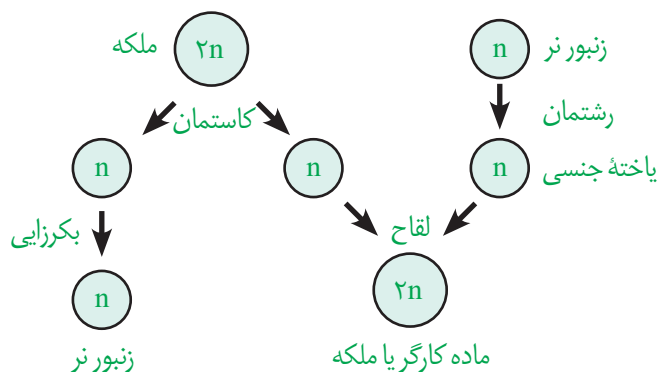 زنبور نر
n
ملکه
۲n
رشتمان
کاستمان
یاختهٔ جنسی
n
n
n
لقاح
بکرزایی
۲n
n
ماده کارگر یا ملکه
زنبور نر